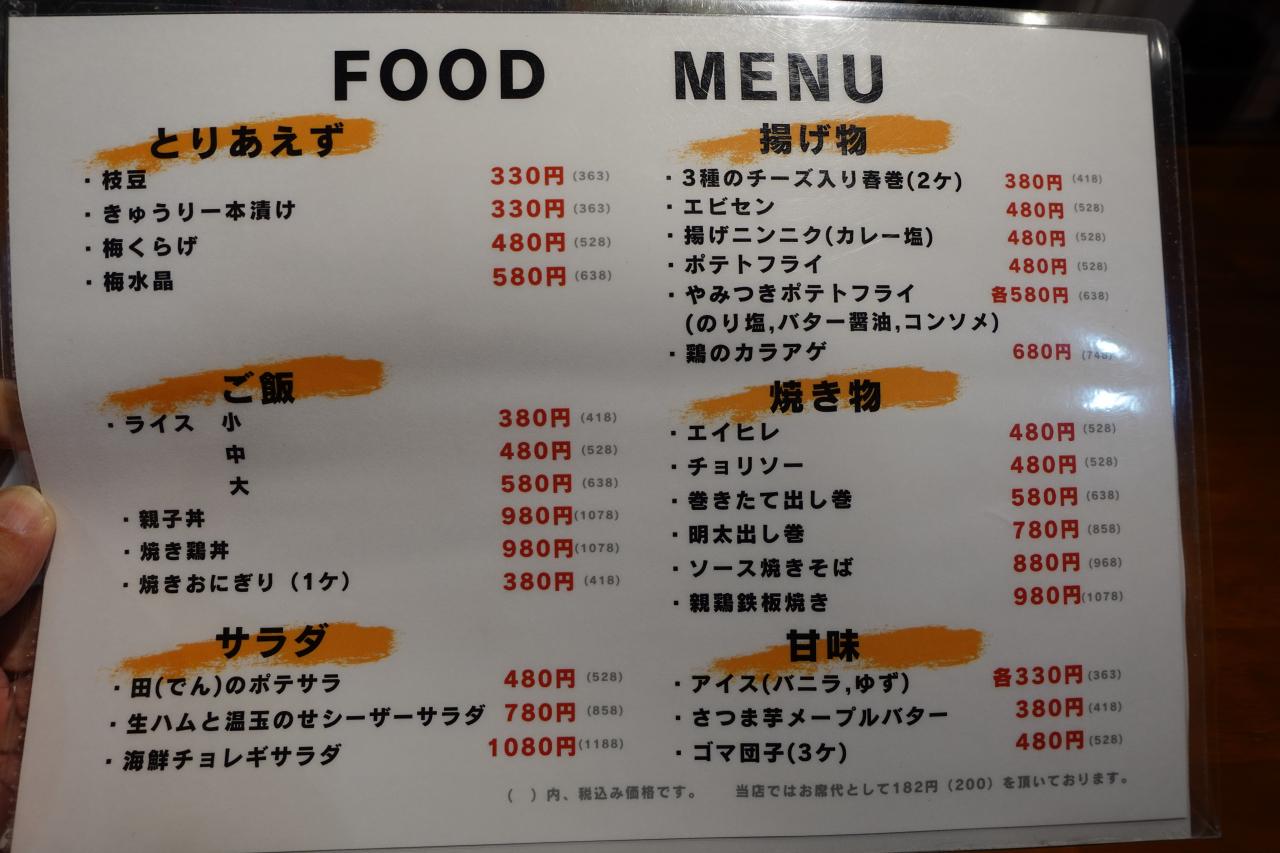 FOOD MENU
とりあえず
・枝豆 330円 (363)
・きゅうり一本漬け 330円 (363)
・梅くらげ 480円 (528)
・梅水晶 580円 (638)
ご飯
・ライス 小 380円 (418)
中 480円 (528)
大 580円 (638)
・親子丼 980円(1078)
・焼き鶏丼 980円(1078)
・焼きおにぎり（1ケ） 380円 (418)
サラダ
・田(でん)のポテサラ 480円 (528)
・生ハムと温玉のせシーザーサラダ 780円 (858)
・海鮮チョレギサラダ 1080円(1188)
揚げ物
・3種のチーズ入り春巻(2ケ) 380円 (418)
・エビセン 480円 (528)
・揚げニンニク(カレー塩) 480円 (528)
・ポテトフライ 480円 (528)
・やみつきポテトフライ 各580円 (638)
(のり塩,バター醤油,コンソメ)
・鶏のカラアゲ 680円 (748)
焼き物
・エイヒレ 480円 (528)
・チョリソー 480円 (528)
・巻きたて出し巻 580円 (638)
・明太出し巻 780円 (858)
・ソース焼きそば 880円 (968)
・親鶏鉄板焼き 980円(1078)
甘味
・アイス(バニラ,ゆず) 各330円 (363)
・さつま芋メープルバター 380円 (418)
・ゴマ団子(3ケ) 480円 (528)
（ ）内、税込み価格です。 当店ではお席代として182円（200）を頂いております。